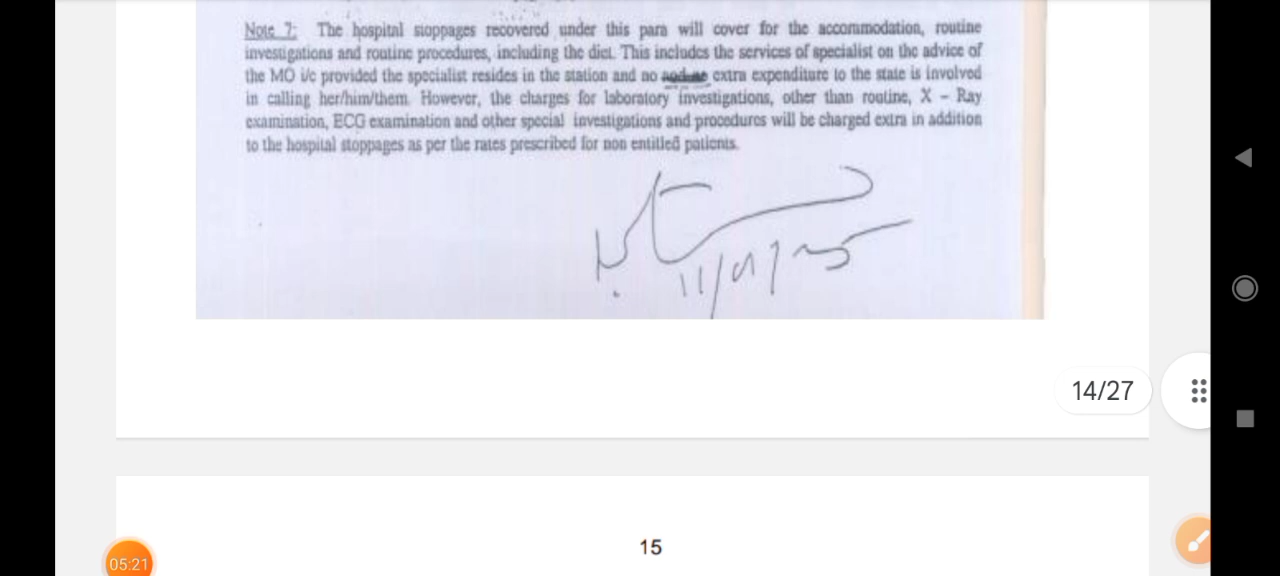 Note 7: The hospital stoppages recovered under this para will cover for the accommodation, routine
investigations and routine procedures, including the diet. This includes the services of specialist on the advice of
the MO i/c provided the specialist resides in the station and no extra expenditure to the state is involved
in calling her/him/them. However, the charges for laboratory investigations, other than routine, X – Ray
examination, ECG examination and other special investigations and procedures will be charged extra in addition
to the hospital stoppages as per the rates prescribed for non entitled patients.
14/27
15
05:21